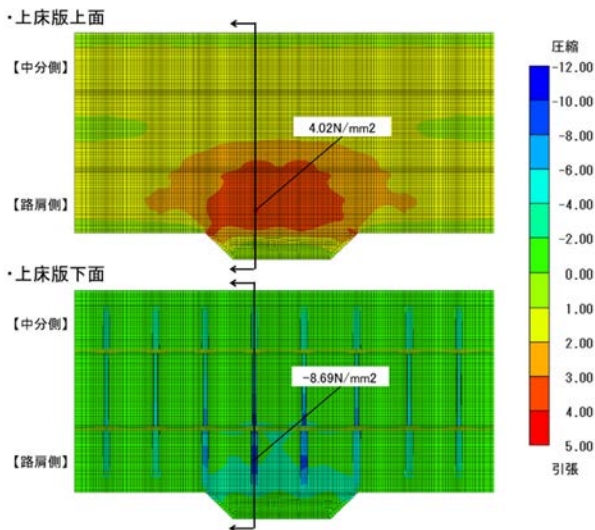 ・上床版上面
【中分側】
4.02N/mm2
【路肩側】
・上床版下面
【中分側】
-8.69N/mm2
【路肩側】
圧縮
-12.00
-10.00
-8.00
-6.00
-4.00
-2.00
0.00
1.00
2.00
3.00
4.00
5.00
引張